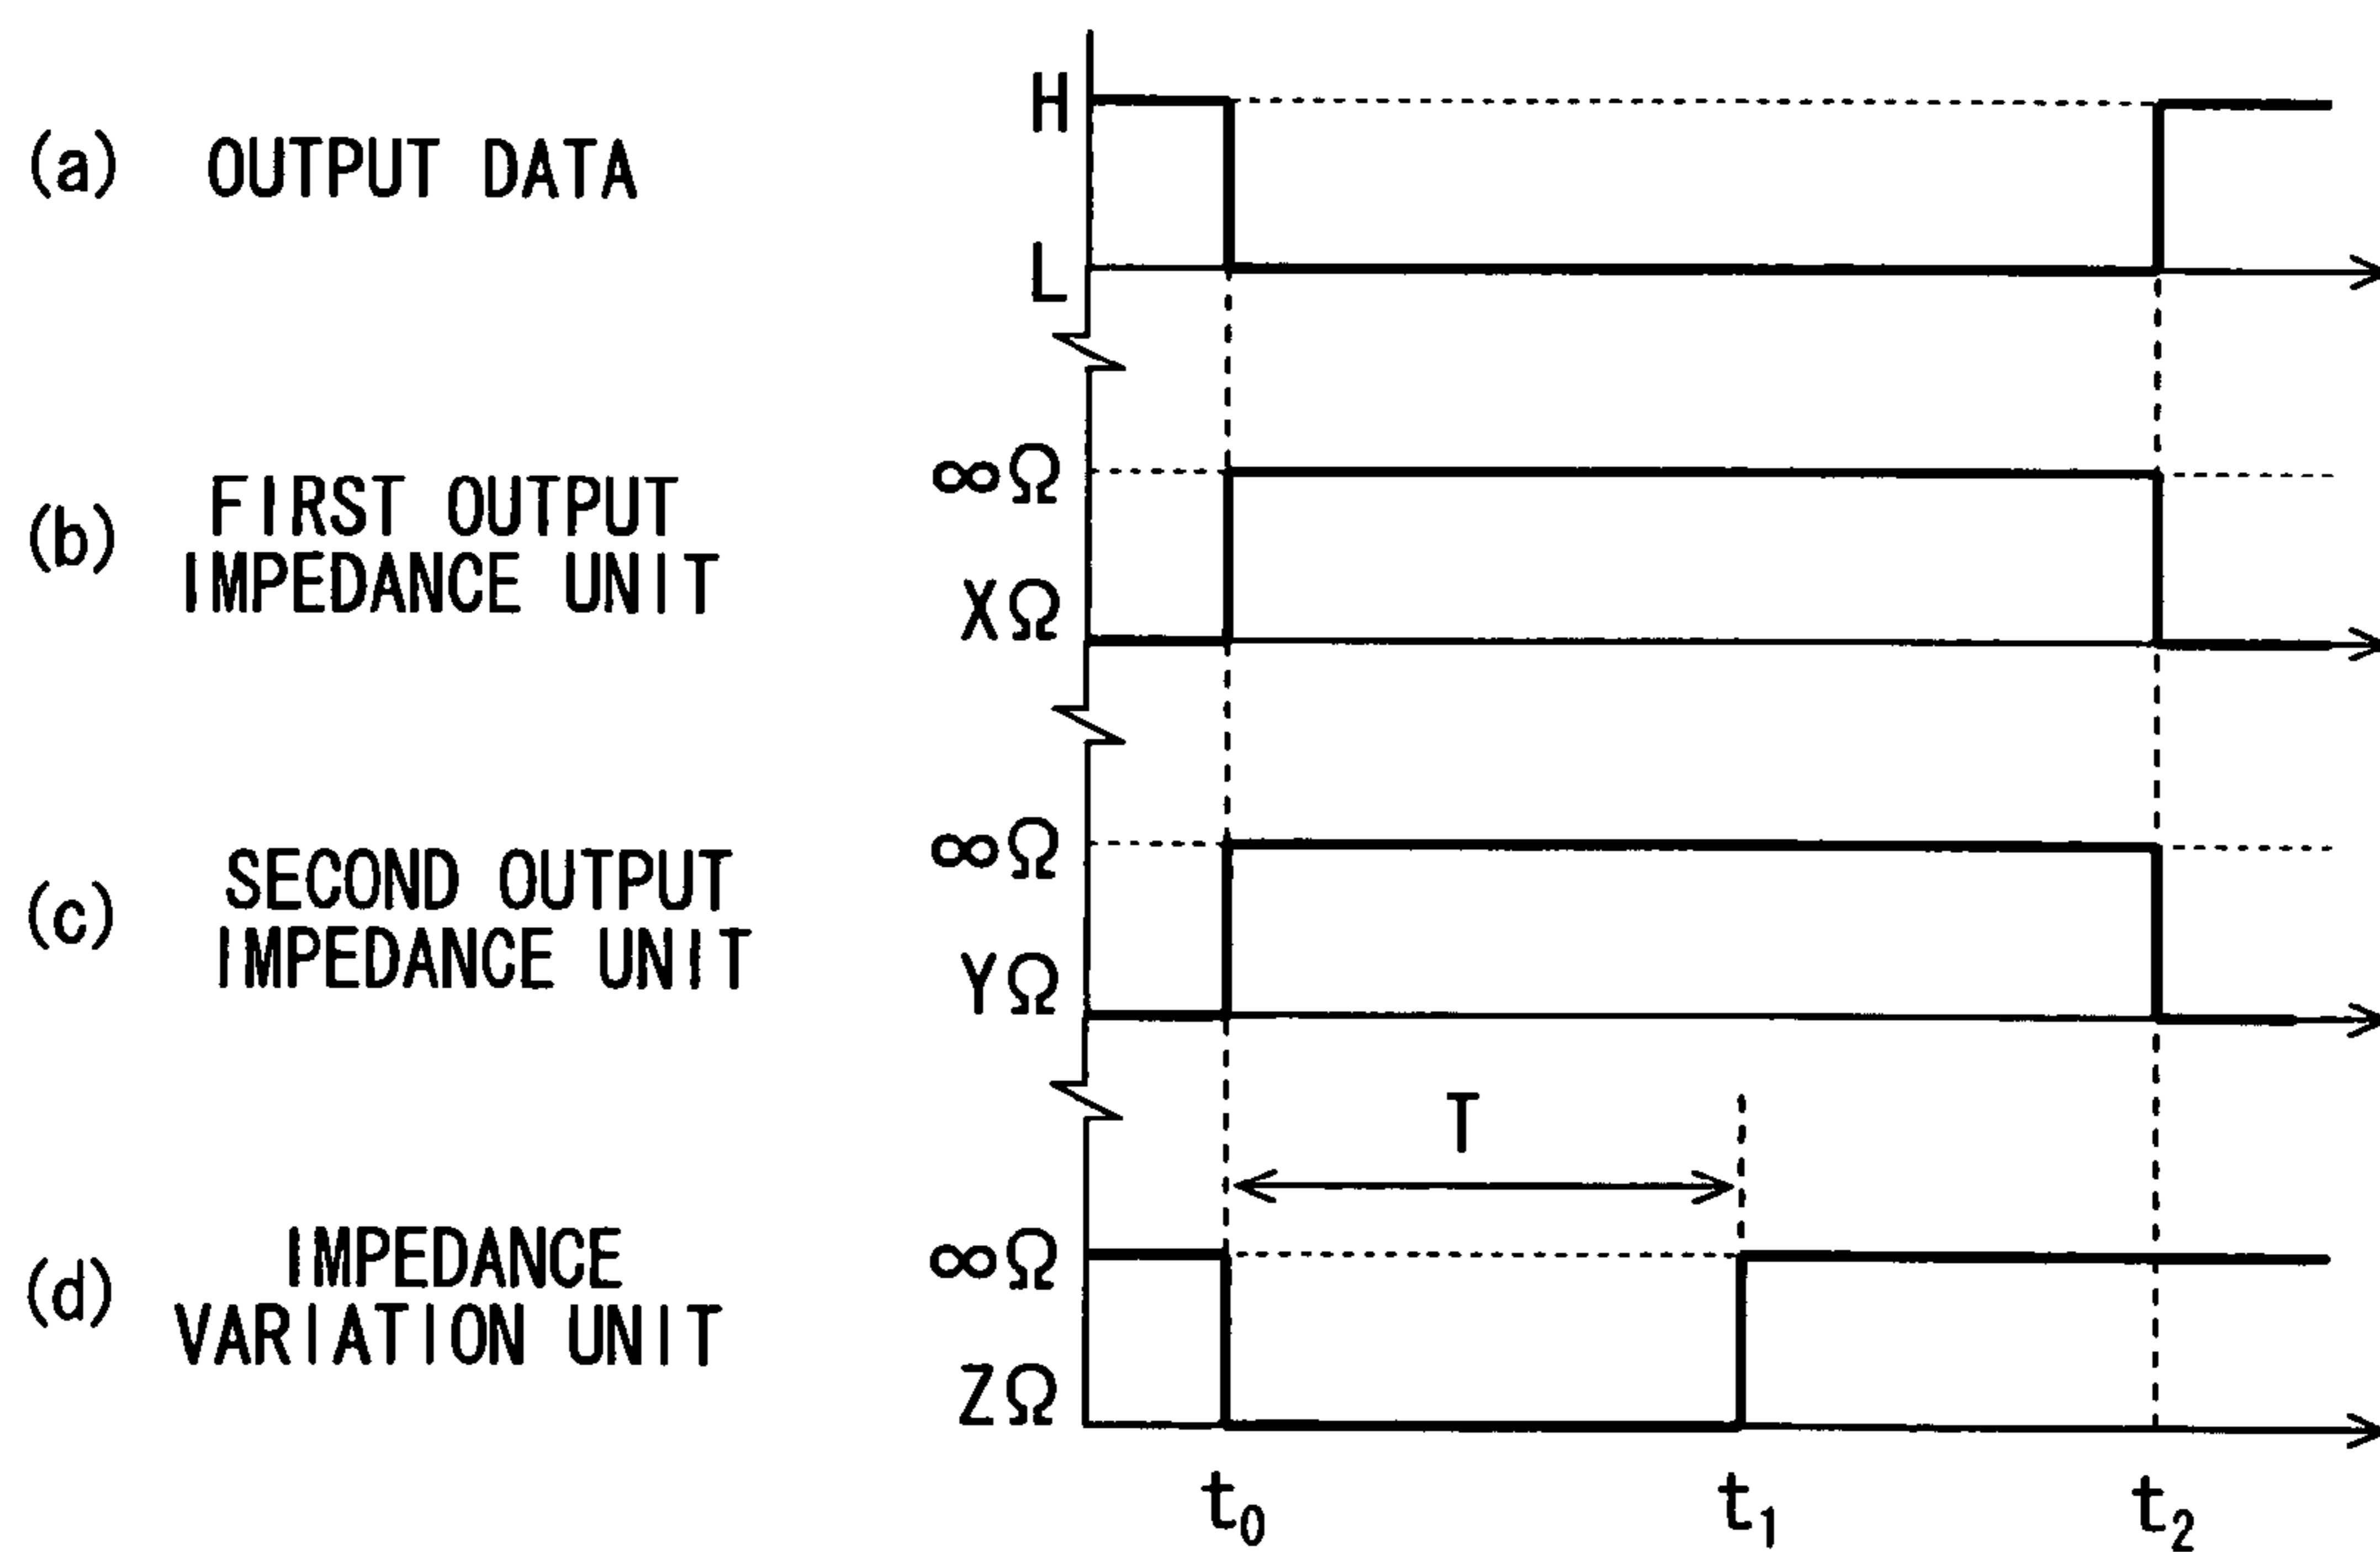 (a) OUTPUT DATA
H
L
(b) FIRST OUTPUT
IMPEDANCE UNIT
∞Ω
XΩ
(c) SECOND OUTPUT
IMPEDANCE UNIT
∞Ω
YΩ
T
(d) IMPEDANCE
VARIATION UNIT
∞Ω
ZΩ
t₀ t₁ t₂